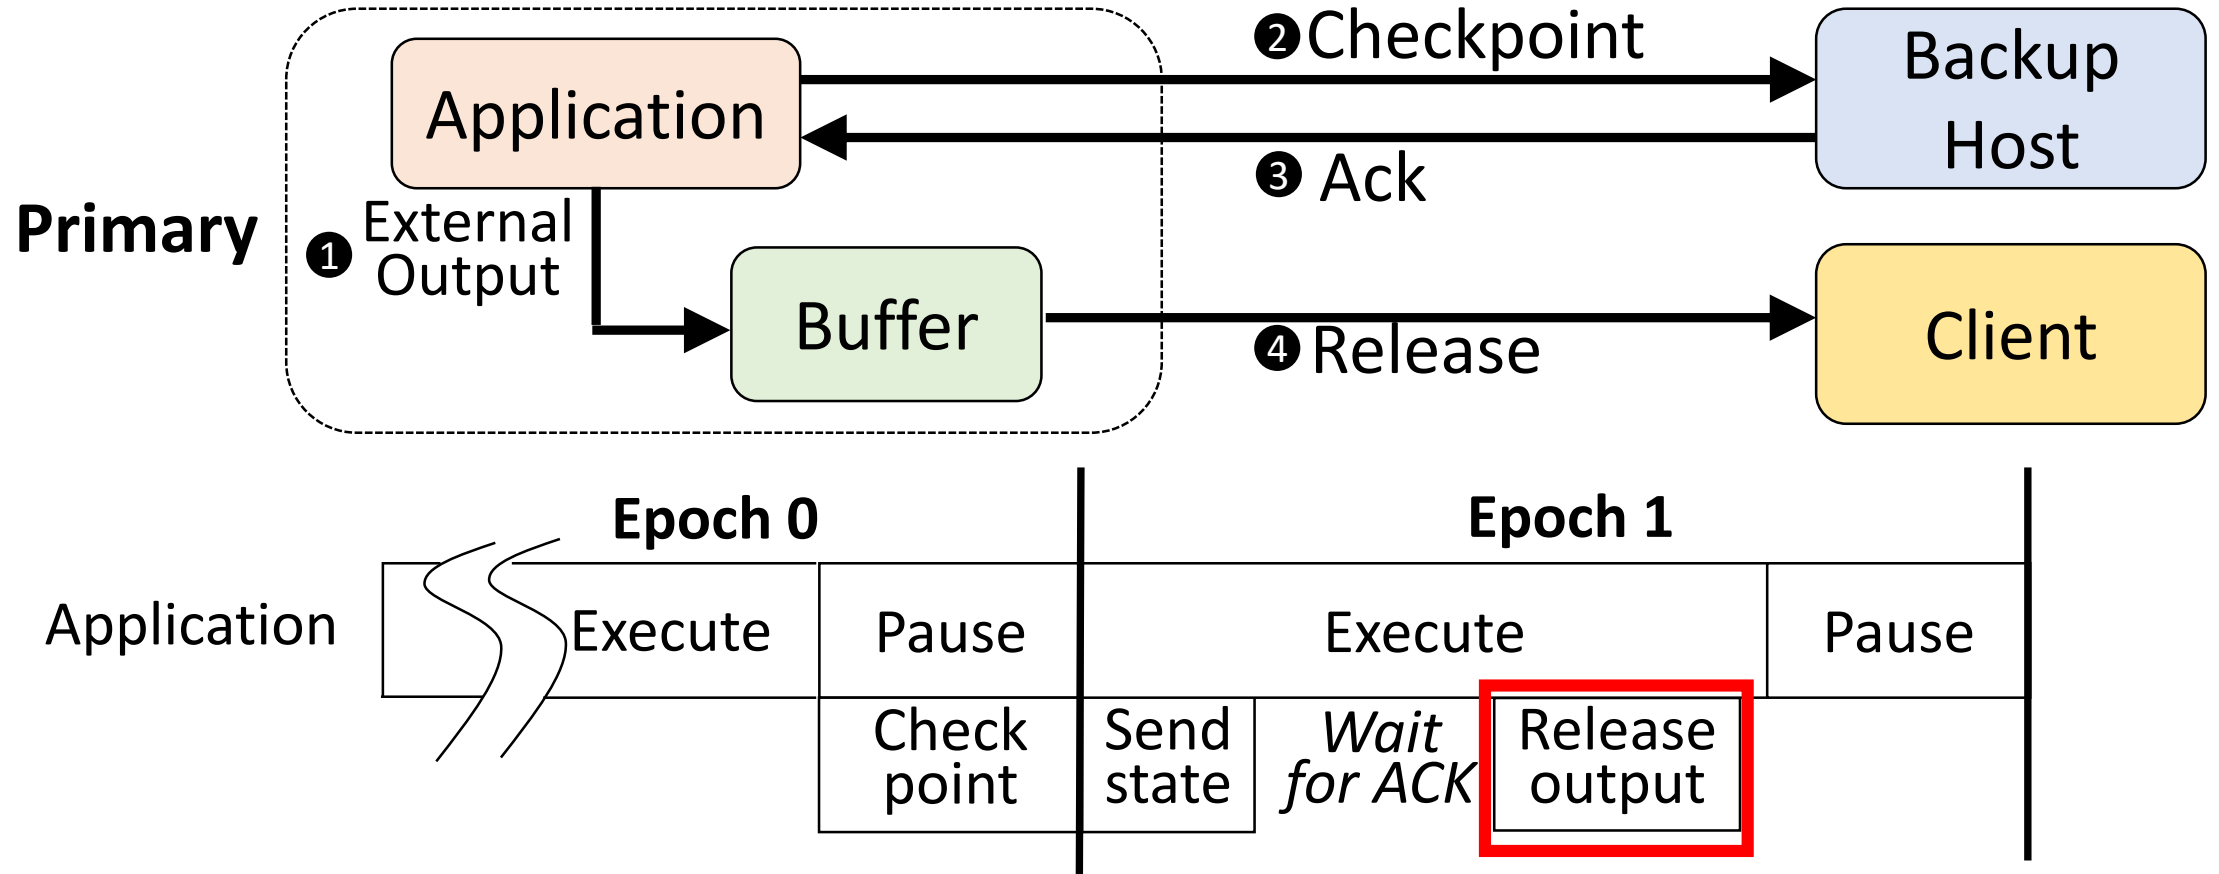 ❷Checkpoint
Backup
Host
Application
❸ Ack
Primary
❶ External
Output
Buffer
❹Release
Client
Epoch 0
Epoch 1
Application
Execute
Pause
Execute
Pause
Check
point
Send
state
Wait
for ACK
Release
output